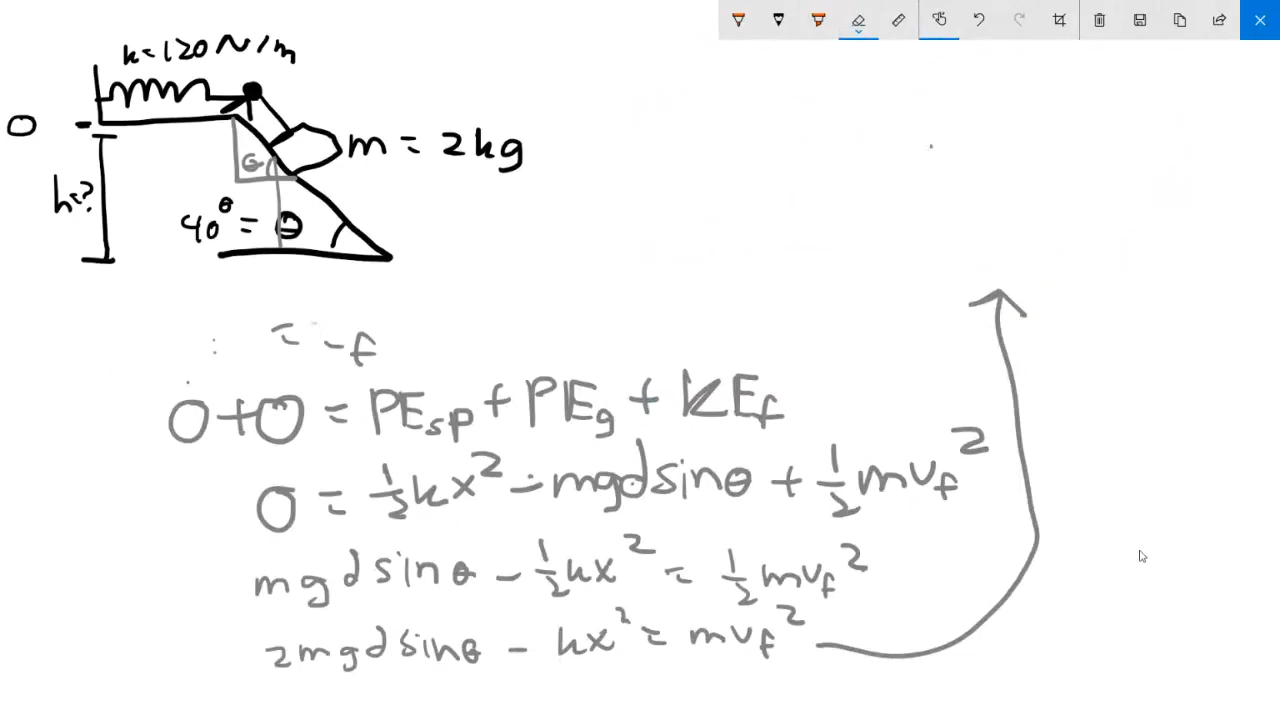 k=120 N/m
0
m = 2kg
h=?
θ
40° = θ
= -f
0+0 = PEsp + PEg + KEf
0 = ½kx² - mgdsinθ + ½mvf²
mgdsinθ - ½kx² = ½mvf²
2mgdsinθ - kx² = mvf²